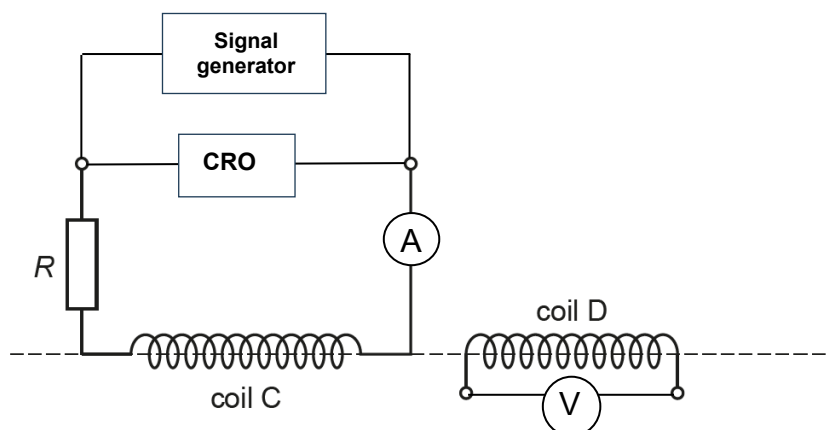 Signal
generator
CRO
A
R
coil D
coil C
V